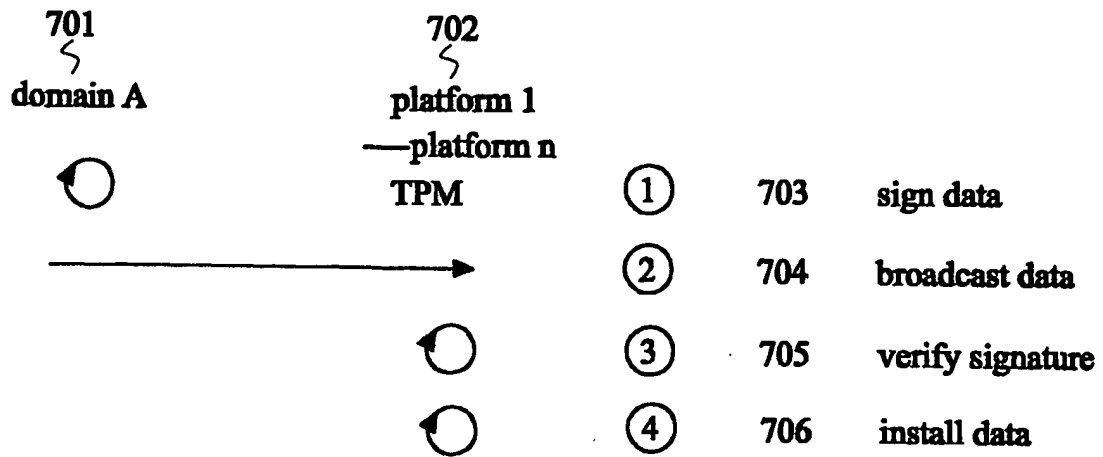 701 702
domain A platform 1
—platform n
TPM 1 703 sign data
2 704 broadcast data
3 705 verify signature
4 706 install data